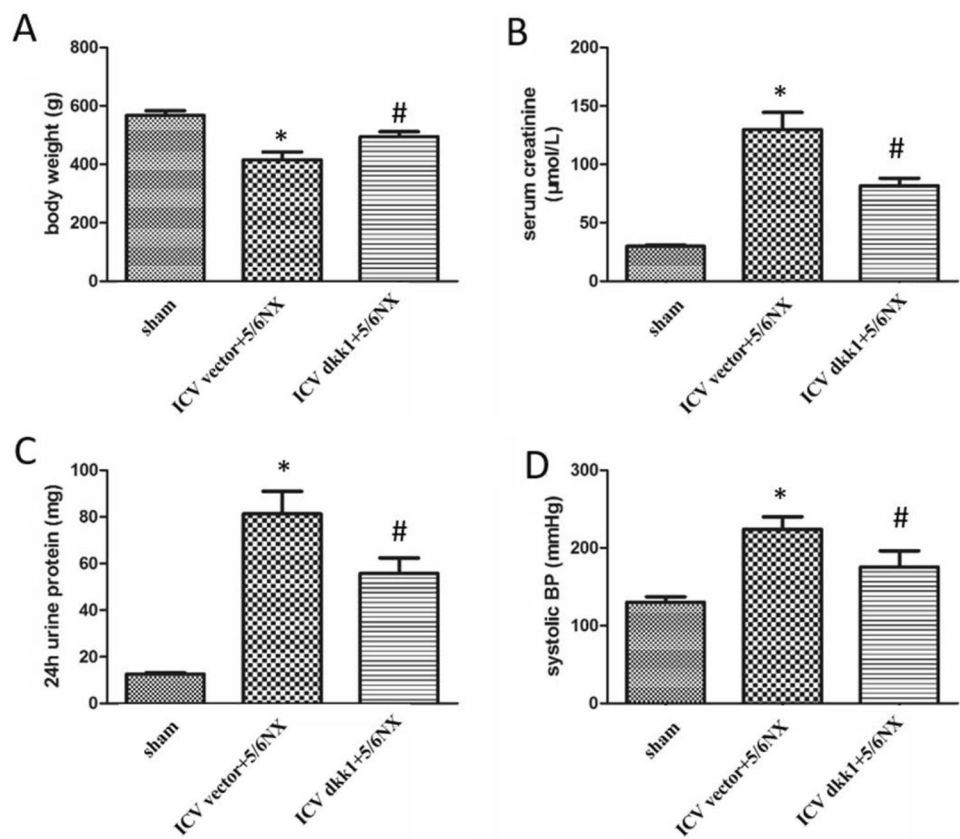 A
body weight (g)
800
600
400
200
0
*
#
sham
ICV vector+5/6NX
ICV dkk1+5/6NX
B
serum creatinine
(μmol/L)
200
150
100
50
0
*
#
sham
ICV vector+5/6NX
ICV dkk1+5/6NX
C
24h urine protein (mg)
100
80
60
40
20
0
*
#
sham
ICV vector+5/6NX
ICV dkk1+5/6NX
D
systolic BP (mmHg)
300
200
100
0
*
#
sham
ICV vector+5/6NX
ICV dkk1+5/6NX